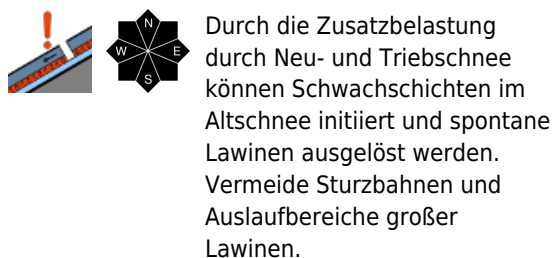 N
W E
S
Durch die Zusatzbelastung
durch Neu- und Triebschnee
können Schwachschichten im
Altschnee initiiert und spontane
Lawinen ausgelöst werden.
Vermeide Sturzbahnen und
Auslaufbereiche großer
Lawinen.